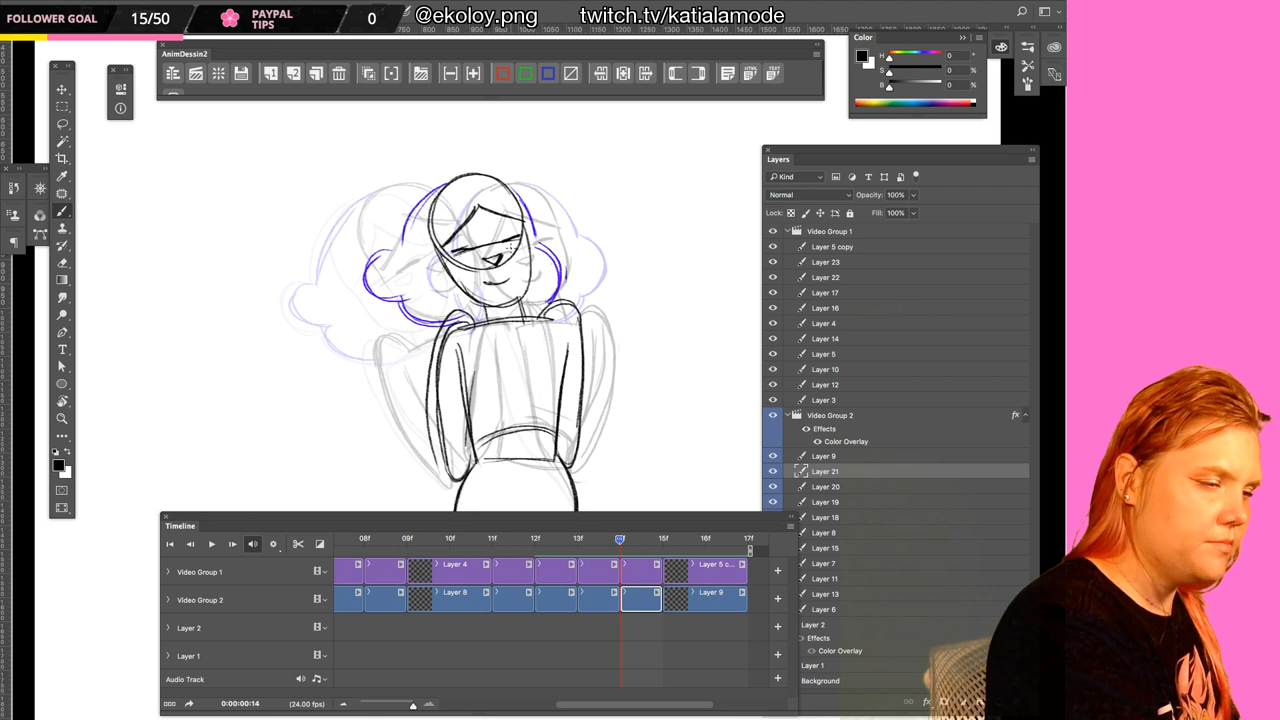 FOLLOWER GOAL 15/50 PAYPAL TIPS 0 @ekoloy.png twitch.tv/katialamode
AnimDessin2
Color
H 0 °
S 0 %
B 0 %
Layers
Kind
Normal Opacity: 100%
Lock: Fill: 100%
Video Group 1
Layer 5 copy
Layer 23
Layer 22
Layer 17
Layer 16
Layer 4
Layer 14
Layer 5
Layer 10
Layer 12
Layer 3
Video Group 2 fx
Effects
Color Overlay
Layer 9
Layer 21
Layer 20
Layer 19
Layer 18
Layer 8
Layer 15
Layer 7
Layer 11
Layer 13
Layer 6
Layer 2
Effects
Color Overlay
Layer 1
Background
Timeline
08f 09f 10f 11f 12f 13f 15f 16f 17f
Video Group 1 Layer 4 Layer 5 c...
Video Group 2 Layer 8 Layer 9
Layer 2
Layer 1
Audio Track
0:00:00:14 (24.00 fps)